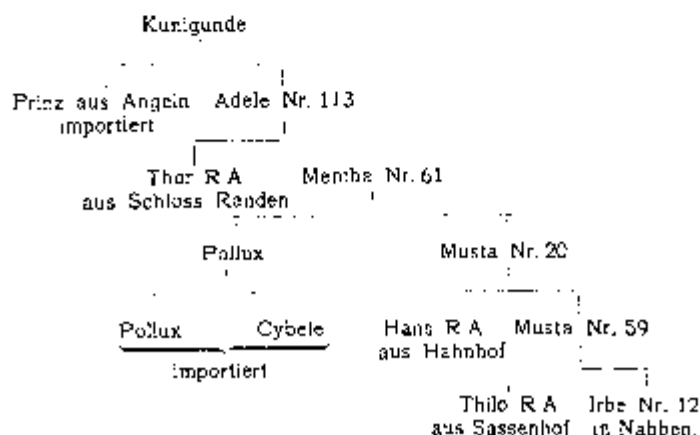 Kunigunde
Prinz aus Angeln Adele Nr. 113
importiert
Thor R A Mentha Nr. 61
aus Schloss Randen
Pollux Musta Nr. 20
Pollux Cybele Hans R A Musta Nr. 59
aus Hahnhof
importiert
Thilo R A Irbe Nr. 12
aus Sassenhof in Nabben.